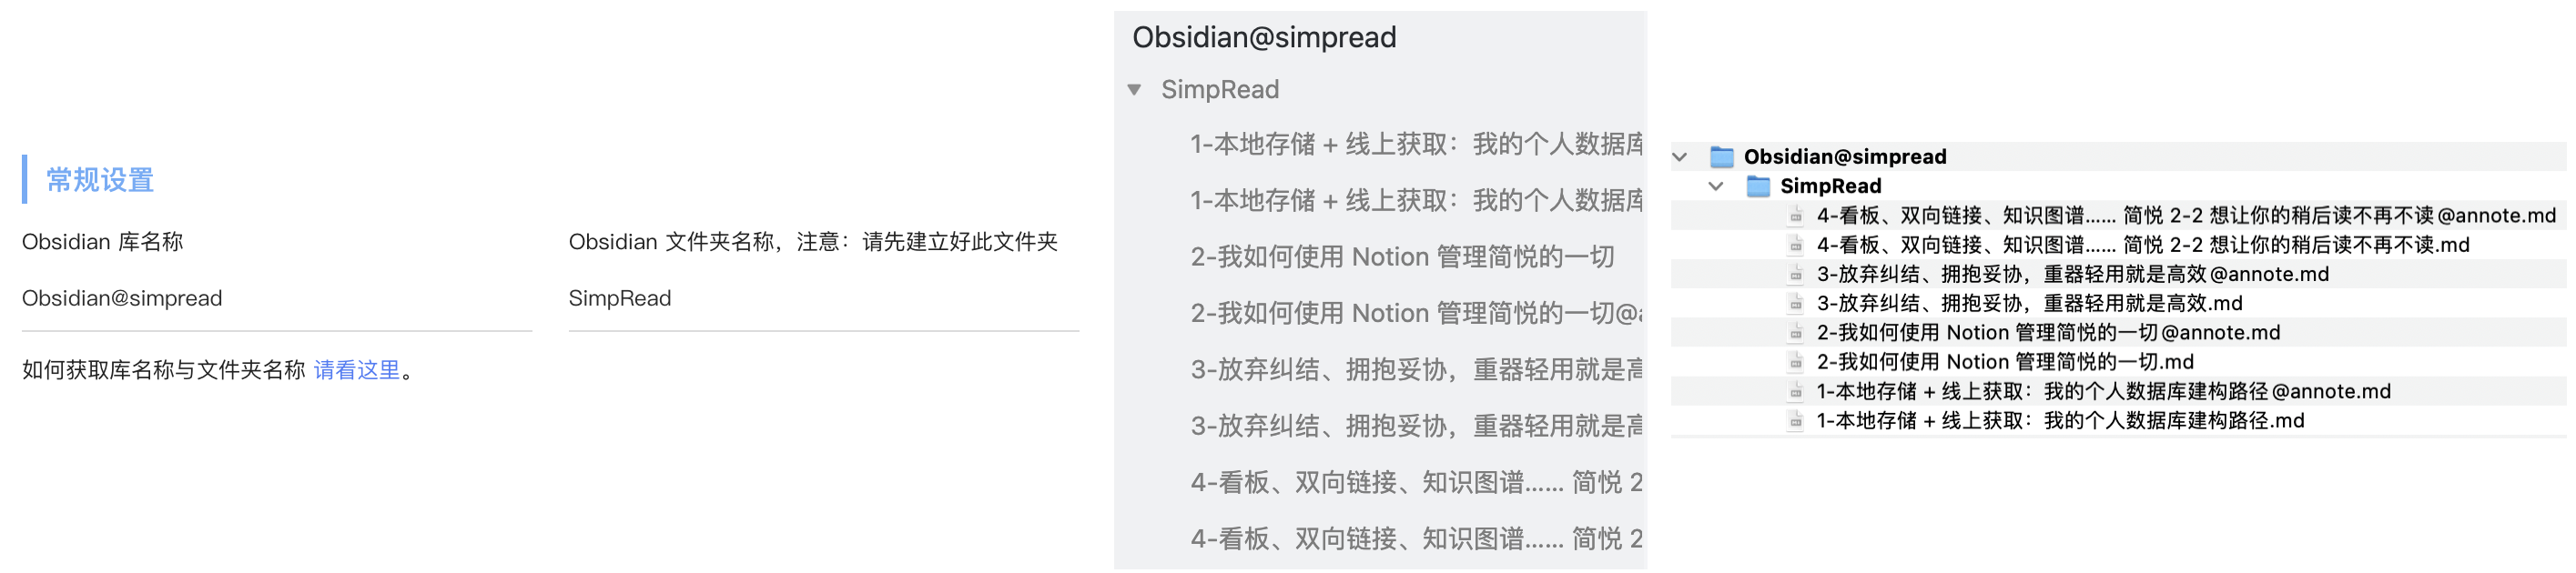 常规设置
Obsidian 库名称
Obsidian 文件夹名称，注意：请先建立好此文件夹
Obsidian@simpread
SimpRead
如何获取库名称与文件夹名称 请看这里。
Obsidian@simpread
SimpRead
1-本地存储 + 线上获取：我的个人数据库
1-本地存储 + 线上获取：我的个人数据库
2-我如何使用 Notion 管理简悦的一切
2-我如何使用 Notion 管理简悦的一切@a
3-放弃纠结、拥抱妥协，重器轻用就是高
3-放弃纠结、拥抱妥协，重器轻用就是高
4-看板、双向链接、知识图谱…… 简悦 2
4-看板、双向链接、知识图谱…… 简悦 2
Obsidian@simpread
SimpRead
4-看板、双向链接、知识图谱…… 简悦 2-2 想让你的稍后读不再不读@annote.md
4-看板、双向链接、知识图谱…… 简悦 2-2 想让你的稍后读不再不读.md
3-放弃纠结、拥抱妥协，重器轻用就是高效@annote.md
3-放弃纠结、拥抱妥协，重器轻用就是高效.md
2-我如何使用 Notion 管理简悦的一切@annote.md
2-我如何使用 Notion 管理简悦的一切.md
1-本地存储 + 线上获取：我的个人数据库建构路径@annote.md
1-本地存储 + 线上获取：我的个人数据库建构路径.md